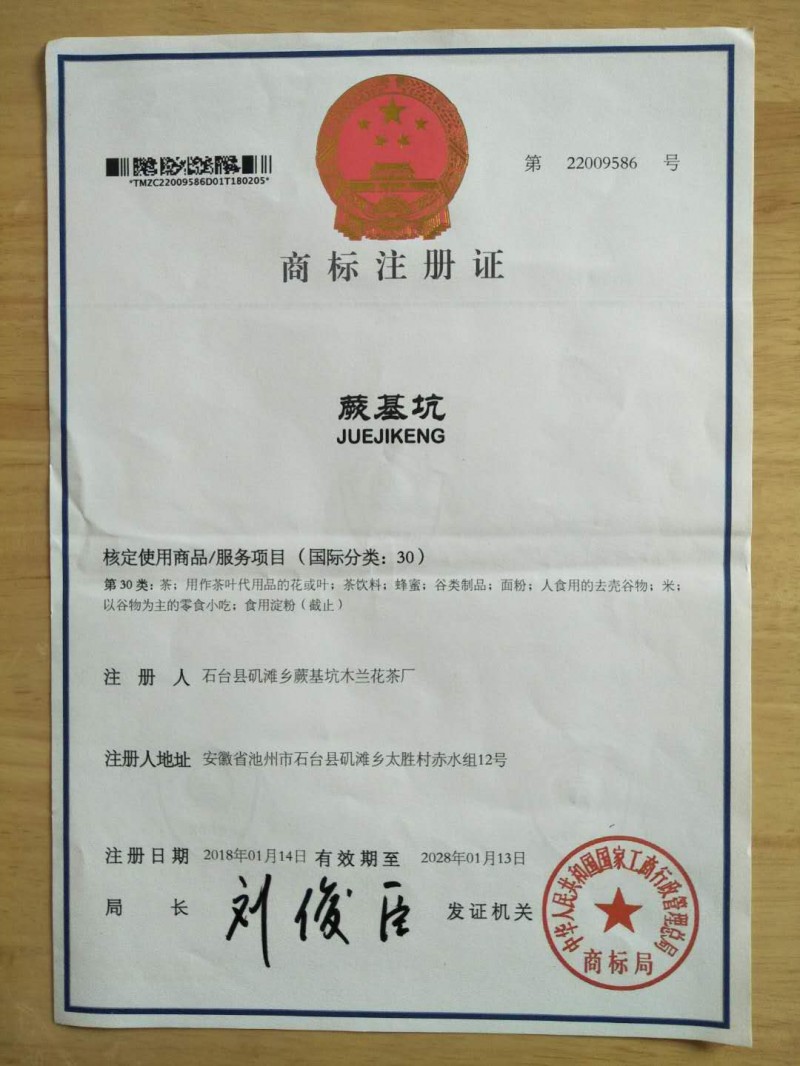 *TMZC22009586D01T180205*
第 22009586 号
商标注册证
蕨基坑
JUEJIKENG
核定使用商品/服务项目（国际分类：30）
第30类：茶；用作茶叶代用品的花或叶；茶饮料；蜂蜜；谷类制品；面粉；人食用的去壳谷物；米；
以谷物为主的零食小吃；食用淀粉（截止）
注册人 石台县矶滩乡蕨基坑木兰花茶厂
注册人地址 安徽省池州市石台县矶滩乡太胜村赤水组12号
注册日期 2018年01月14日 有效期至 2028年01月13日
局长 刘俊臣 发证机关
中华人民共和国国家工商行政管理总局
商标局